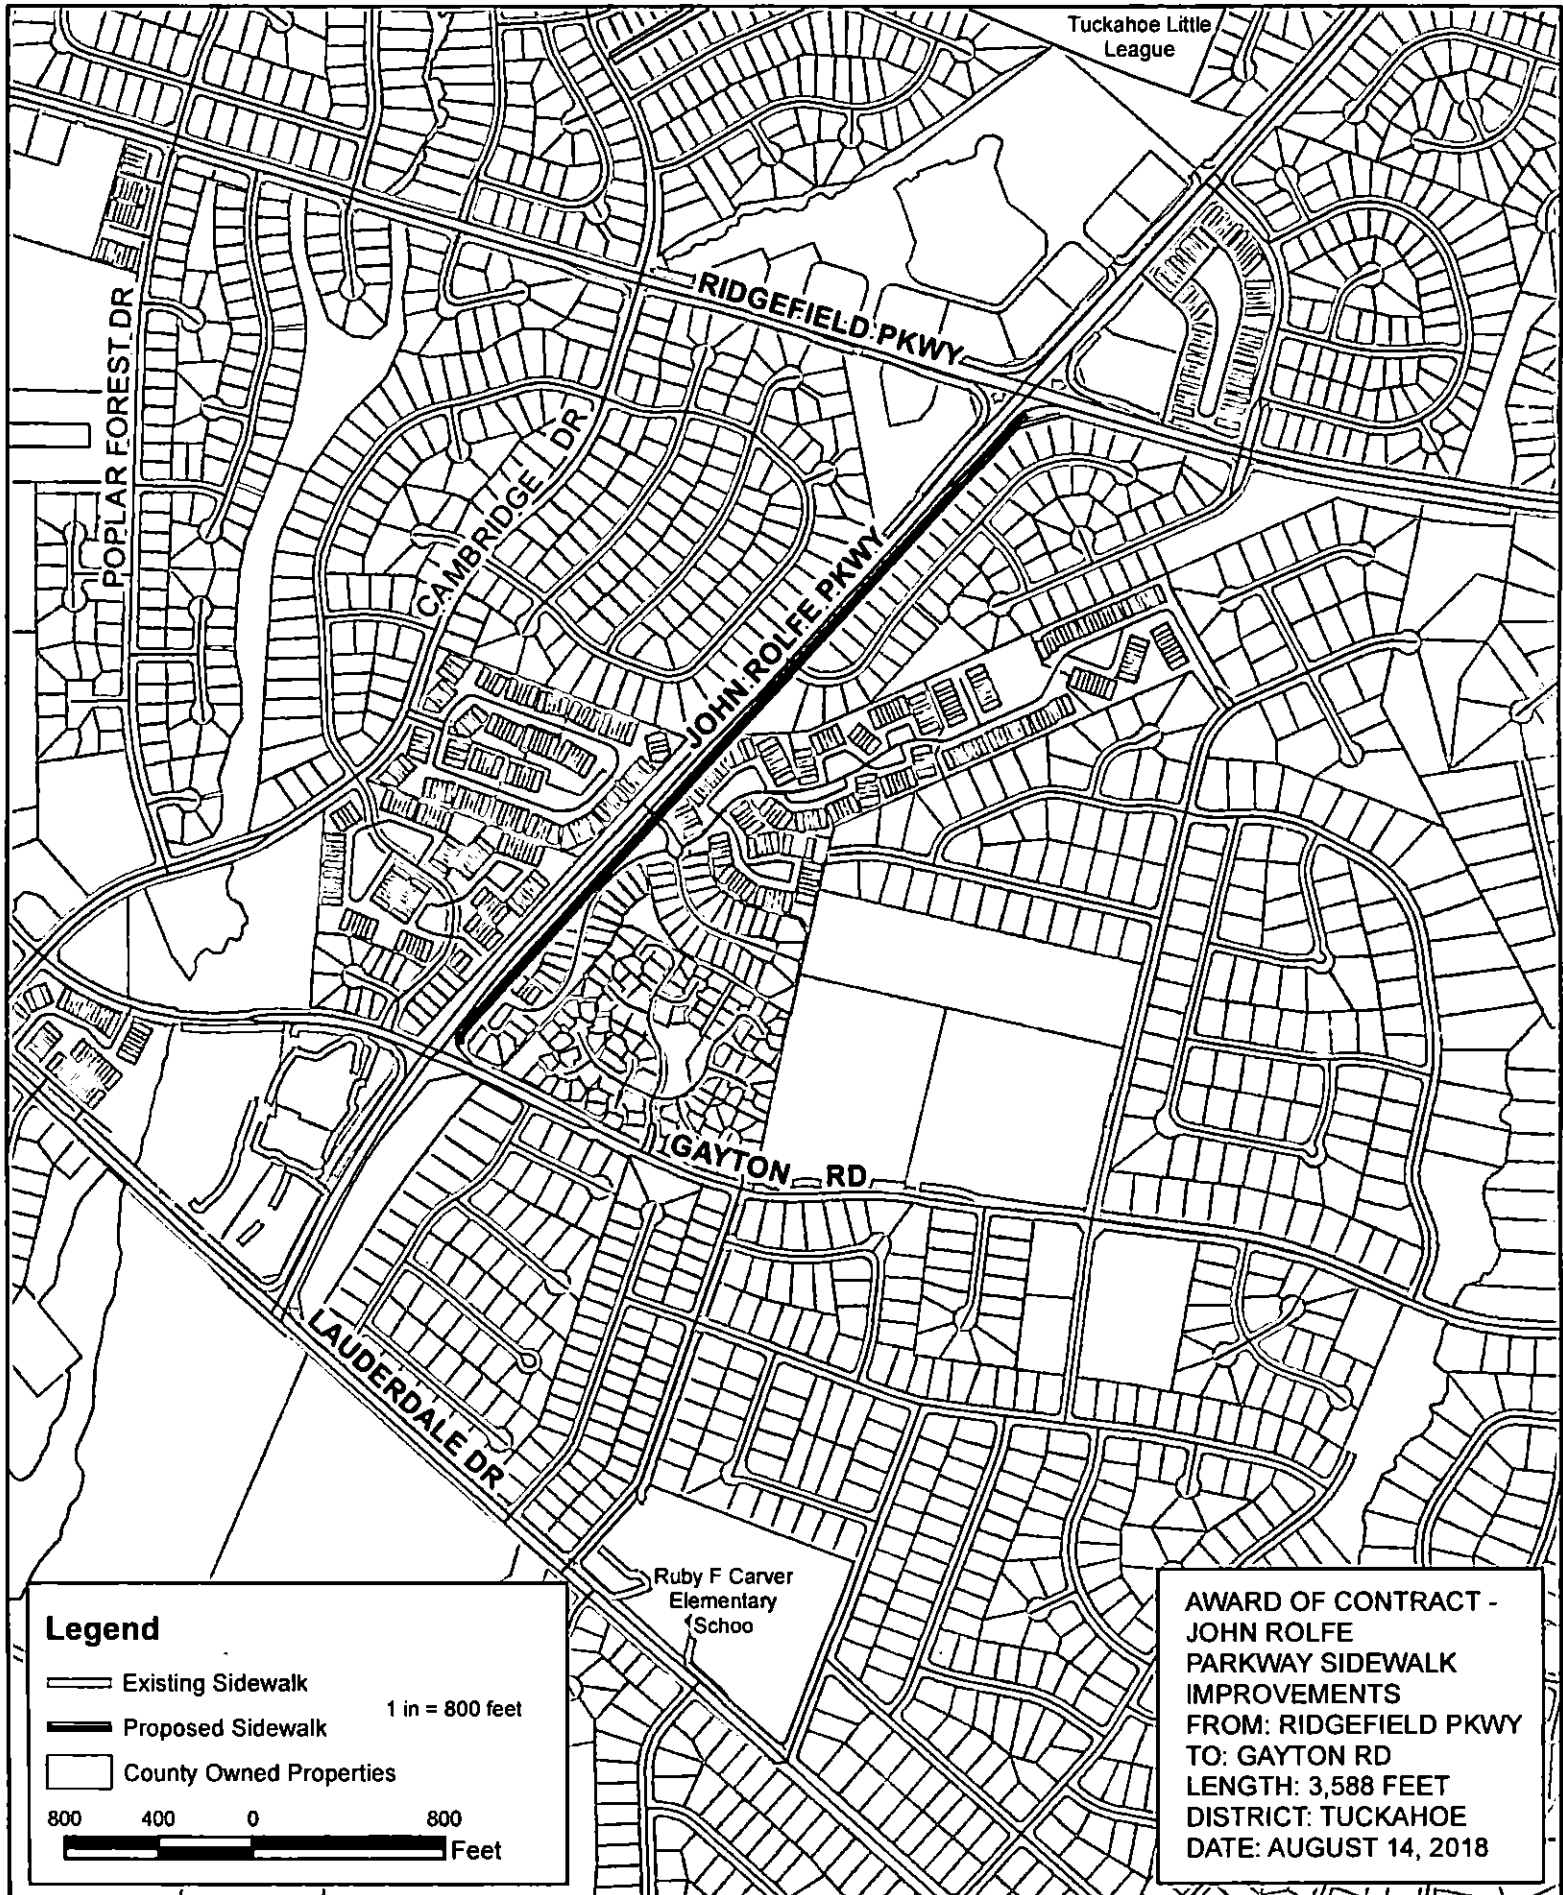 Tuckahoe Little
League
RIDGEFIELD PKWY
POPLAR FOREST DR
CAMBRIDGE DR
JOHN ROLFE PKWY
GAYTON RD
LAUDERDALE DR
Ruby F Carver
Elementary
Schoo
Legend
Existing Sidewalk
1 in = 800 feet
Proposed Sidewalk
County Owned Properties
800 400 0 800
Feet
AWARD OF CONTRACT -
JOHN ROLFE
PARKWAY SIDEWALK
IMPROVEMENTS
FROM: RIDGEFIELD PKWY
TO: GAYTON RD
LENGTH: 3,588 FEET
DISTRICT: TUCKAHOE
DATE: AUGUST 14, 2018